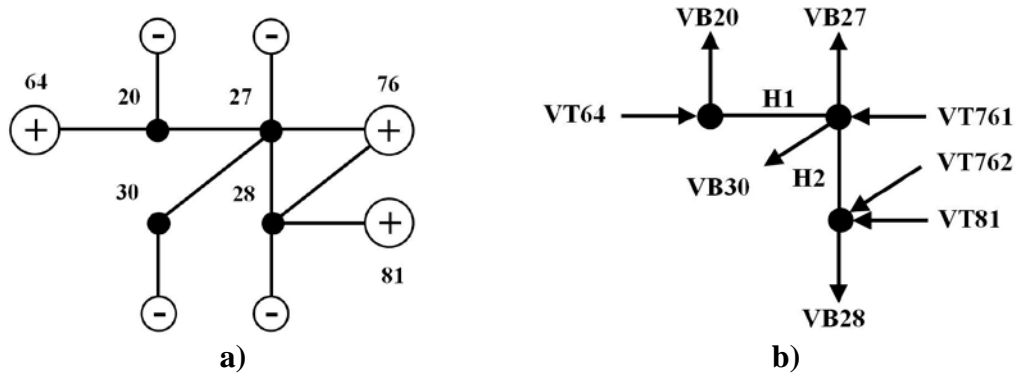 -
-
64
20
27
76
+
+
30
28
+
81
-
-
a)
VB20
VB27
VT64
H1
VT761
VT762
VB30
H2
VT81
VB28
b)